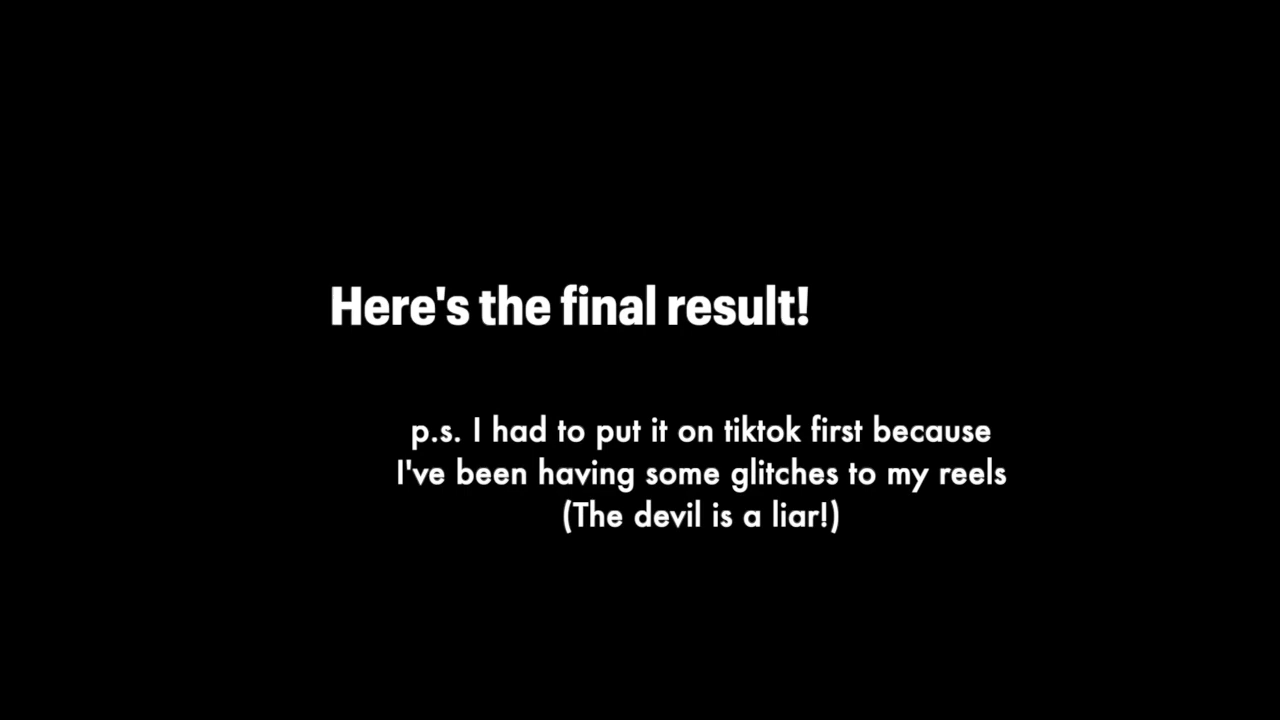 Here's the final result!
p.s. I had to put it on tiktok first because
I've been having some glitches to my reels
(The devil is a liar!)